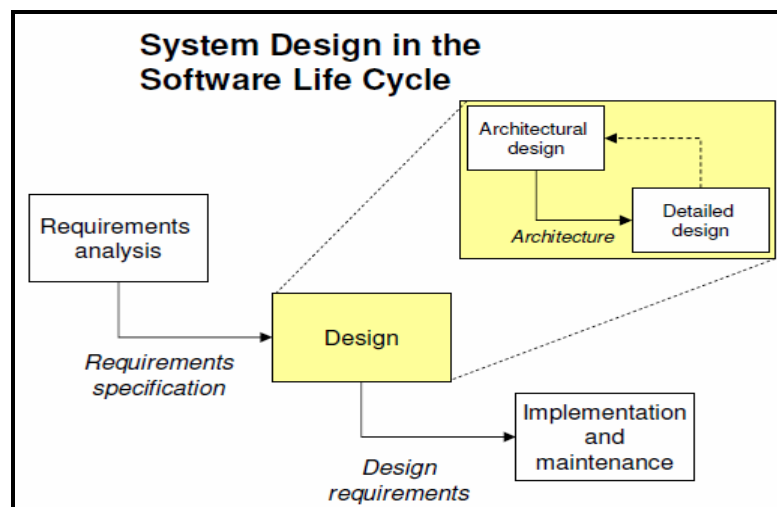 System Design in the
Software Life Cycle
Architectural
design
Detailed
design
Architecture
Requirements
analysis
Design
Requirements
specification
Implementation
and
maintenance
Design
requirements